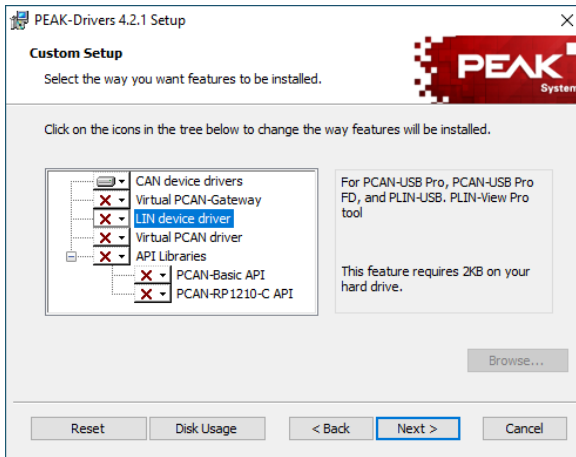 PEAK-Drivers 4.2.1 Setup
Custom Setup
Select the way you want features to be installed.
PEAK
System
Click on the icons in the tree below to change the way features will be installed.
CAN device drivers
Virtual PCAN-Gateway
LIN device driver
Virtual PCAN driver
API Libraries
PCAN-Basic API
PCAN-RP1210-C API
For PCAN-USB Pro, PCAN-USB Pro
FD, and PLIN-USB. PLIN-View Pro
tool
This feature requires 2KB on your
hard drive.
Browse...
Reset
Disk Usage
< Back
Next >
Cancel